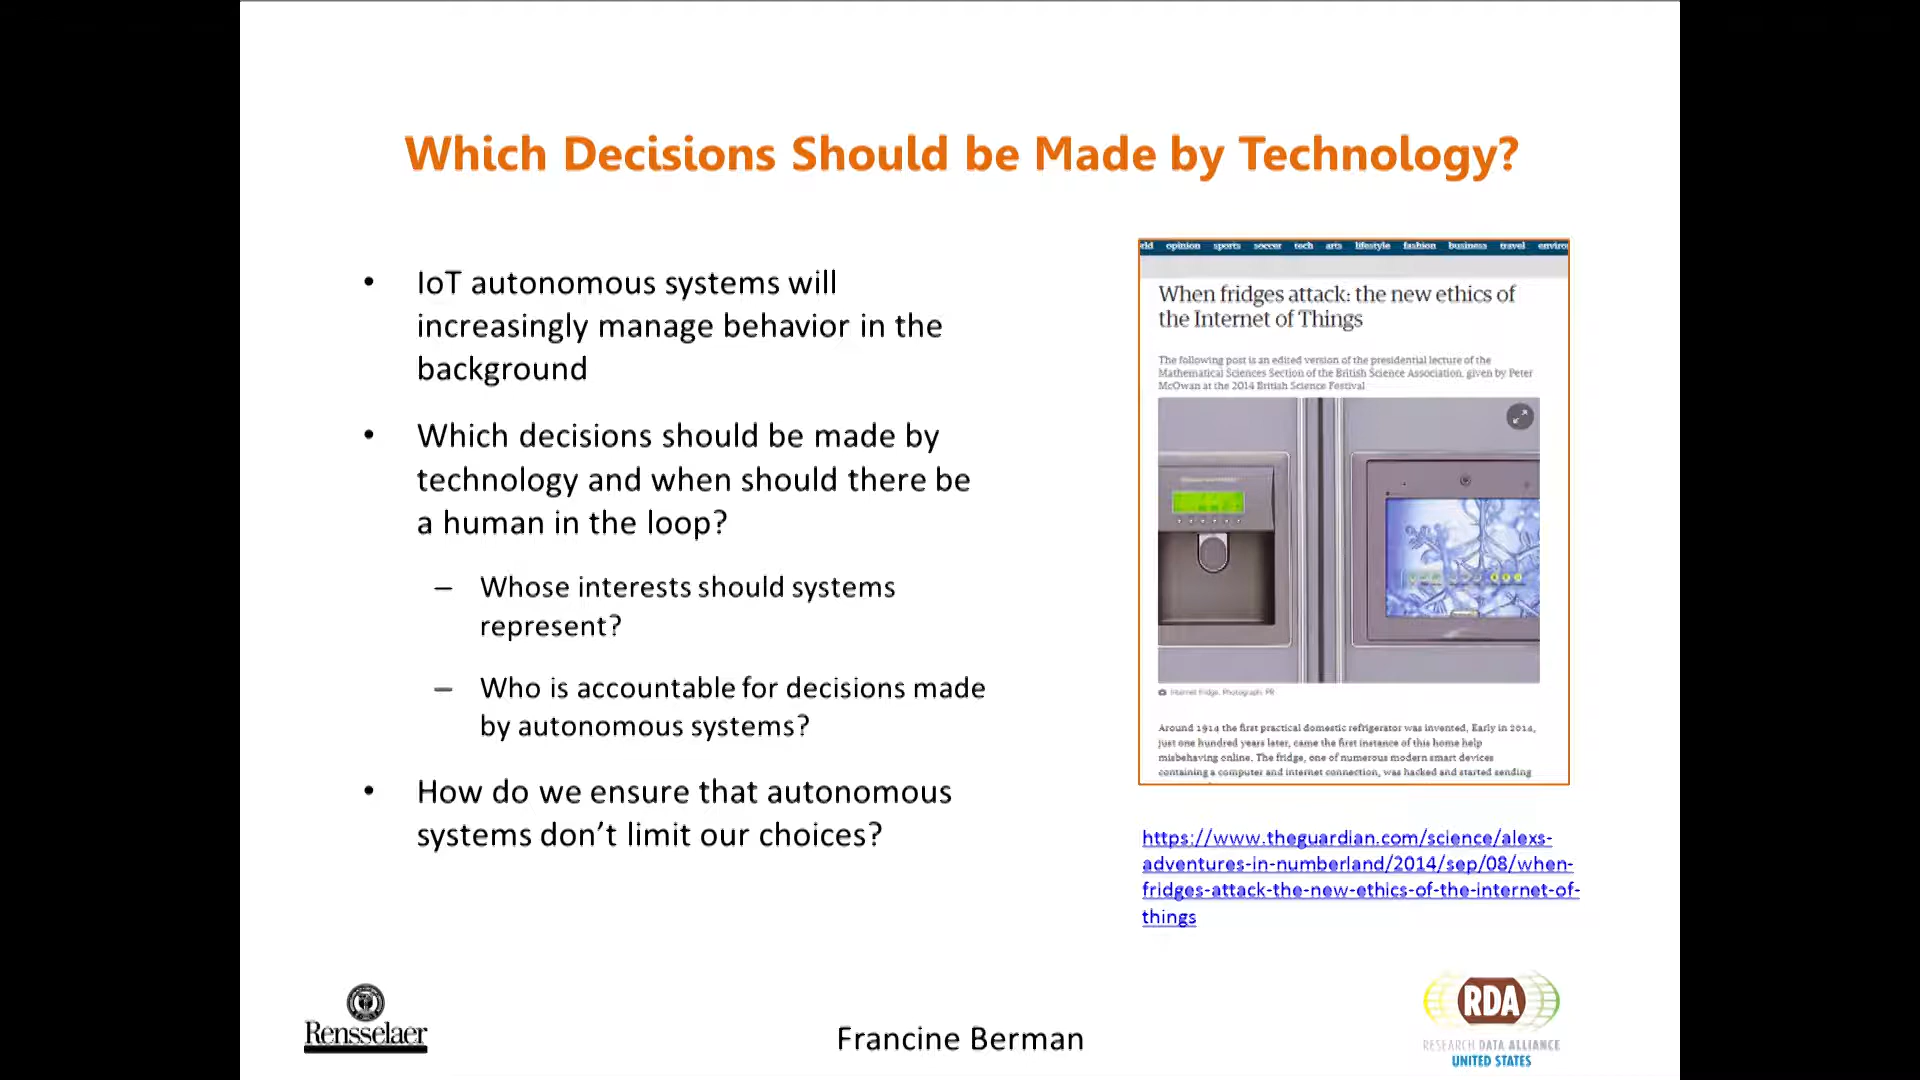 Which Decisions Should be Made by Technology?
• IoT autonomous systems will
increasingly manage behavior in the
background
• Which decisions should be made by
technology and when should there be
a human in the loop?
– Whose interests should systems
represent?
– Who is accountable for decisions made
by autonomous systems?
• How do we ensure that autonomous
systems don’t limit our choices?
opinion sports soccer tech arts lifestyle fashion business travel
When fridges attack: the new ethics of
the Internet of Things
The following post is an edited version of the presidential lecture of the
Mathematical Sciences Section of the British Science Association, given by Peter
McOwan at the 2014 British Science Festival
Internet fridge. Photograph: PR
Around 1914 the first practical domestic refrigerator was invented. Early in 2014,
just one hundred years later, came the first instance of this home help
misbehaving online. The fridge, one of numerous modern smart devices
containing a computer and internet connection, was hacked and started sending
https://www.theguardian.com/science/alexs-
adventures-in-numberland/2014/sep/08/when-
fridges-attack-the-new-ethics-of-the-internet-of-
things
Rensselaer
Francine Berman
RDA
RESEARCH DATA ALLIANCE
UNITED STATES